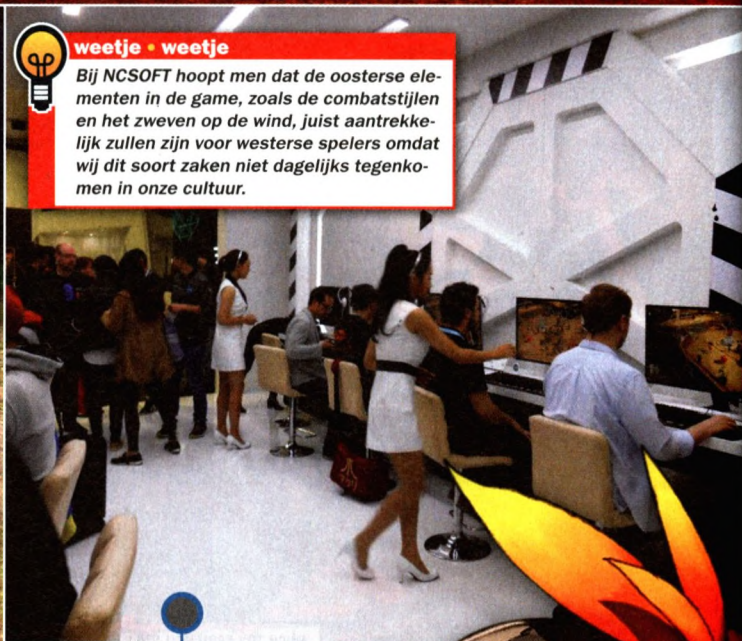 weetje • weetje
Bij NCSOFT hoopt men dat de oosterse ele-
menten in de game, zoals de combatstijlen
en het zweven op de wind, juist aantrekke-
lijk zullen zijn voor westerse spelers omdat
wij dit soort zaken niet dagelijks tegenko-
men in onze cultuur.